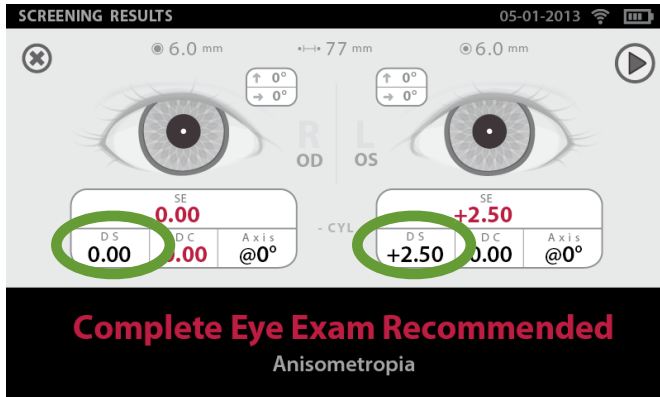 SCREENING RESULTS 05-01-2013
6.0 mm 77 mm 6.0 mm
↑ 0° ↑ 0°
→ 0° → 0°
R L
OD OS
SE SE
0.00 +2.50
- CYL
DS DC Axis DS DC Axis
0.00 .00 @0° +2.50 0.00 @0°
Complete Eye Exam Recommended
Anisometropia